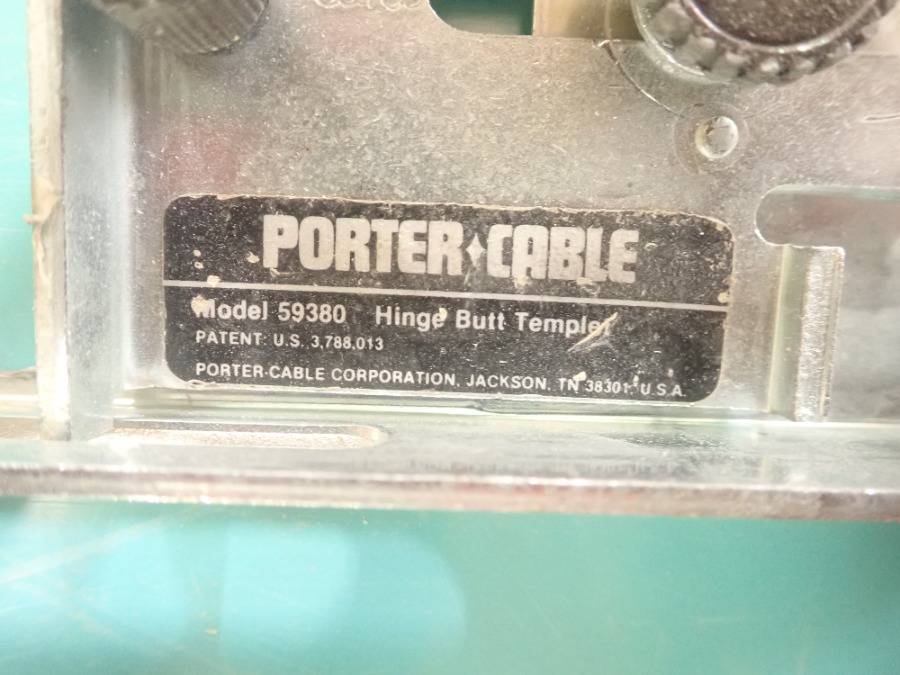 PORTER CABLE
Model 59380 Hinge Butt Templet
PATENT: U.S. 3,788,013
PORTER-CABLE CORPORATION, JACKSON, TN 38301, U.S.A.